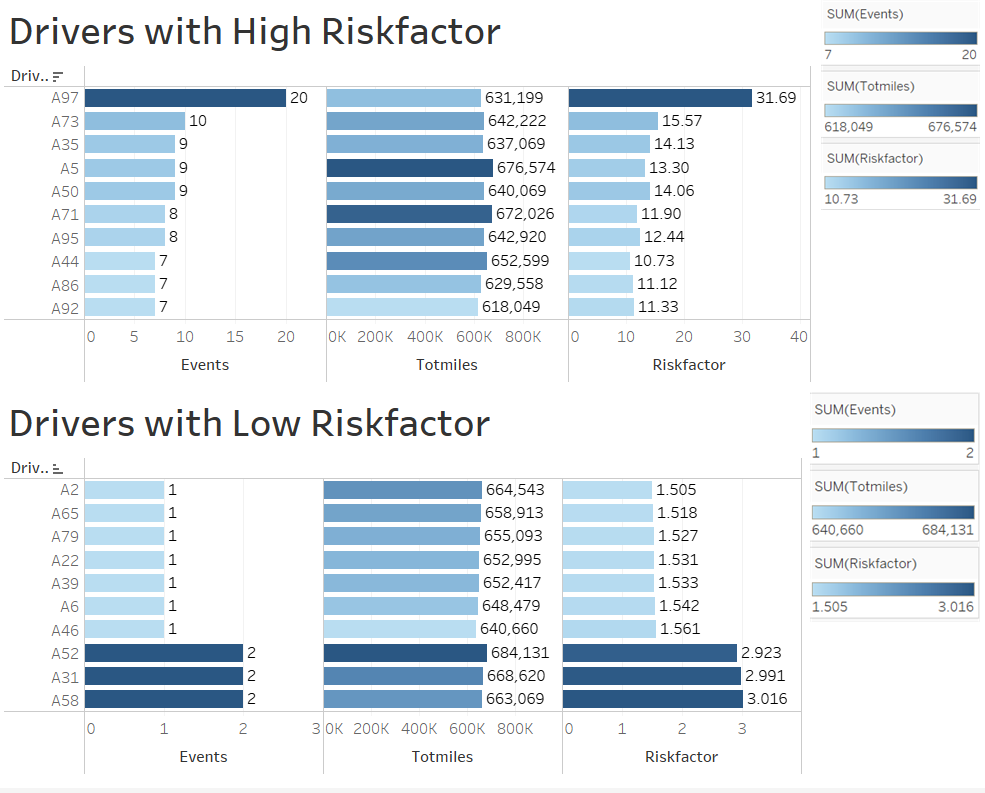 Drivers with High Riskfactor
Driv..
A97 20 631,199 31.69
A73 10 642,222 15.57
A35 9 637,069 14.13
A5 9 676,574 13.30
A50 9 640,069 14.06
A71 8 672,026 11.90
A95 8 642,920 12.44
A44 7 652,599 10.73
A86 7 629,558 11.12
A92 7 618,049 11.33
0 5 10 15 20 0K 200K 400K 600K 800K 0 10 20 30 40
Events Totmiles Riskfactor
SUM(Events)
7 20
SUM(Totmiles)
618,049 676,574
SUM(Riskfactor)
10.73 31.69
Drivers with Low Riskfactor
Driv..
A2 1 664,543 1.505
A65 1 658,913 1.518
A79 1 655,093 1.527
A22 1 652,995 1.531
A39 1 652,417 1.533
A6 1 648,479 1.542
A46 1 640,660 1.561
A52 2 684,131 2.923
A31 2 668,620 2.991
A58 2 663,069 3.016
0 1 2 3 0K 200K 400K 600K 800K 0 1 2 3
Events Totmiles Riskfactor
SUM(Events)
1 2
SUM(Totmiles)
640,660 684,131
SUM(Riskfactor)
1.505 3.016